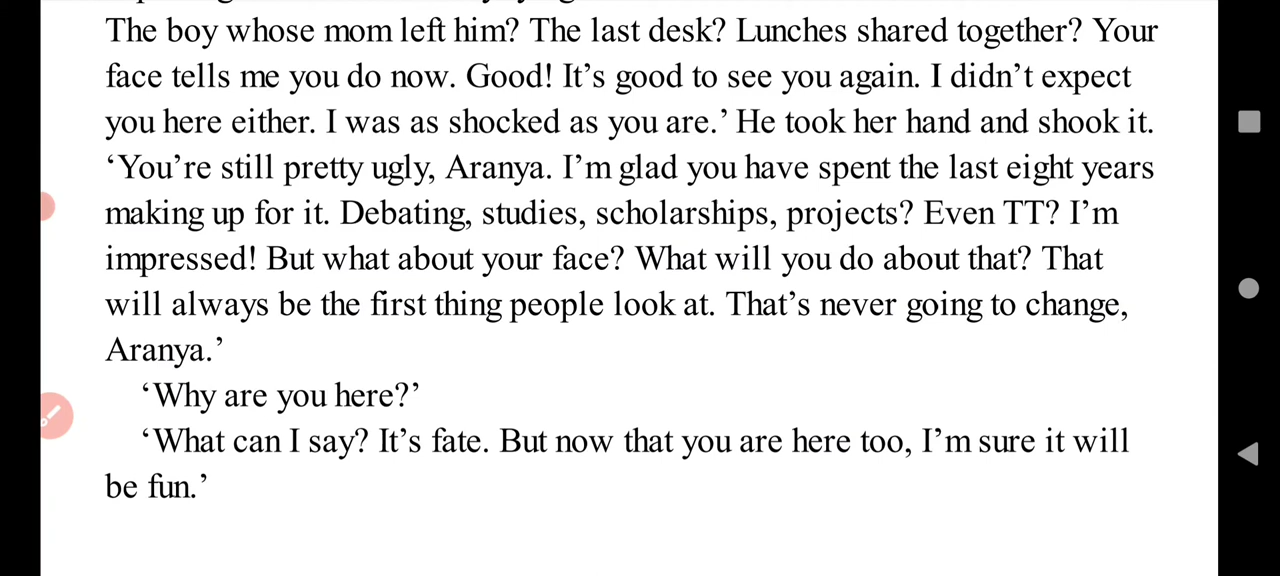 The boy whose mom left him? The last desk? Lunches shared together? Your
face tells me you do now. Good! It’s good to see you again. I didn’t expect
you here either. I was as shocked as you are.’ He took her hand and shook it.
‘You’re still pretty ugly, Aranya. I’m glad you have spent the last eight years
making up for it. Debating, studies, scholarships, projects? Even TT? I’m
impressed! But what about your face? What will you do about that? That
will always be the first thing people look at. That’s never going to change,
Aranya.’
‘Why are you here?’
‘What can I say? It’s fate. But now that you are here too, I’m sure it will
be fun.’